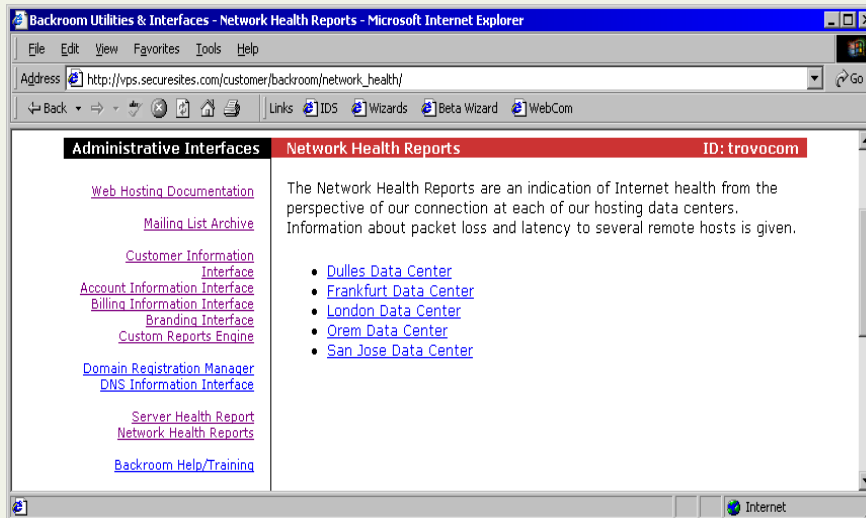 Backroom Utilities & Interfaces - Network Health Reports - Microsoft Internet Explorer
File Edit View Favorites Tools Help
Address http://vps.securesites.com/customer/backroom/network_health/ Go
Back Links IDS Wizards Beta Wizard WebCom
Administrative Interfaces
Web Hosting Documentation
Mailing List Archive
Customer Information
Interface
Account Information Interface
Billing Information Interface
Branding Interface
Custom Reports Engine
Domain Registration Manager
DNS Information Interface
Server Health Report
Network Health Reports
Backroom Help/Training
Network Health Reports ID: trovocom
The Network Health Reports are an indication of Internet health from the
perspective of our connection at each of our hosting data centers.
Information about packet loss and latency to several remote hosts is given.
• Dulles Data Center
• Frankfurt Data Center
• London Data Center
• Orem Data Center
• San Jose Data Center
Internet